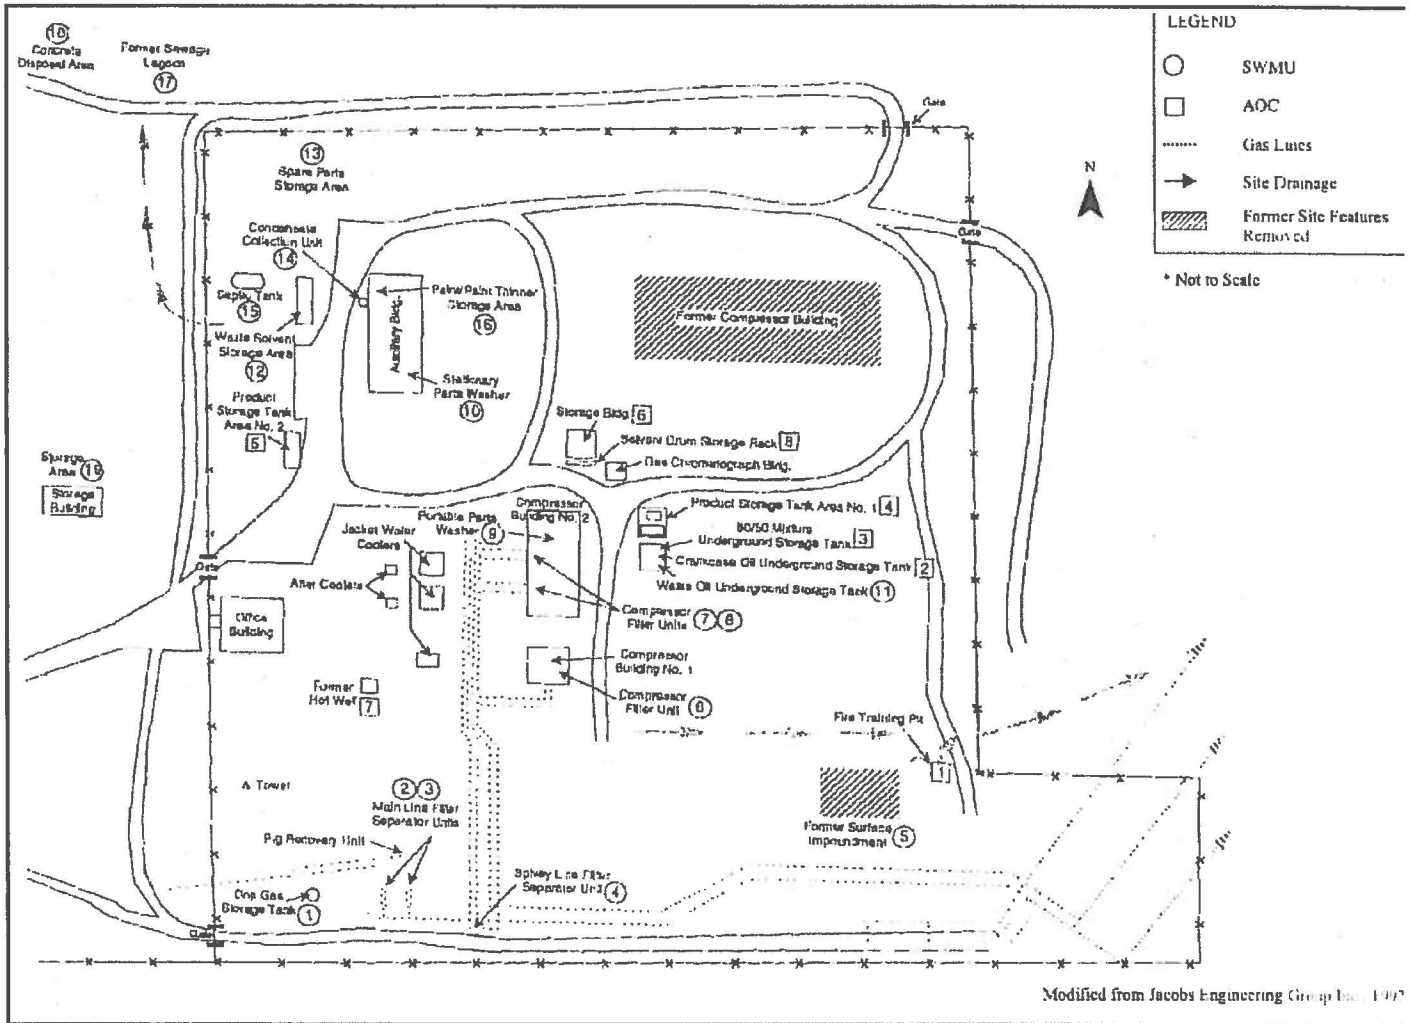 18
Concrete
Disposal Area
Former Sewage
Lagoon
17
Gate
13
Spare Parts
Storage Area
Condensate
Collection Unit
14
Empty Tank
15
Waste Solvent
Storage Area
12
Product
Storage Tank
Area No. 2
5
Storage
Area 19
Storage
Building
Paint/Paint Thinner
Storage Area
16
Auxiliary Bldg.
Stationary
Parts Washer
10
Former Compressor Building
Gate
N
LEGEND
SWMU
AOC
Gas Lines
Site Drainage
Former Site Features
Removed
* Not to Scale
Storage Bldg 6
Solvent Drum Storage Rack 8
Gas Chromatograph Bldg.
Product Storage Tank Area No. 1 4
50/50 Mixture
Underground Storage Tank 3
Crankcase Oil Underground Storage Tank 2
Waste Oil Underground Storage Tank 11
Compressor
Building No. 2
Portable Parts
Washer 9
Jacket Water
Coolers
After Coolers
Gate
Office
Building
Compressor
Filter Units 7 8
Compressor
Building No. 1
Compressor
Filter Unit 6
Former
Hot Well
7
Fire Training Pit
1
A Tower
2 3
Main Line Filter
Separator Units
Pig Recovery Unit
Former Surface
Impoundment 5
Spivey Line Filter
Separator Unit 4
Drip Gas
Storage Tank 1
Gate
Modified from Jacobs Engineering Group